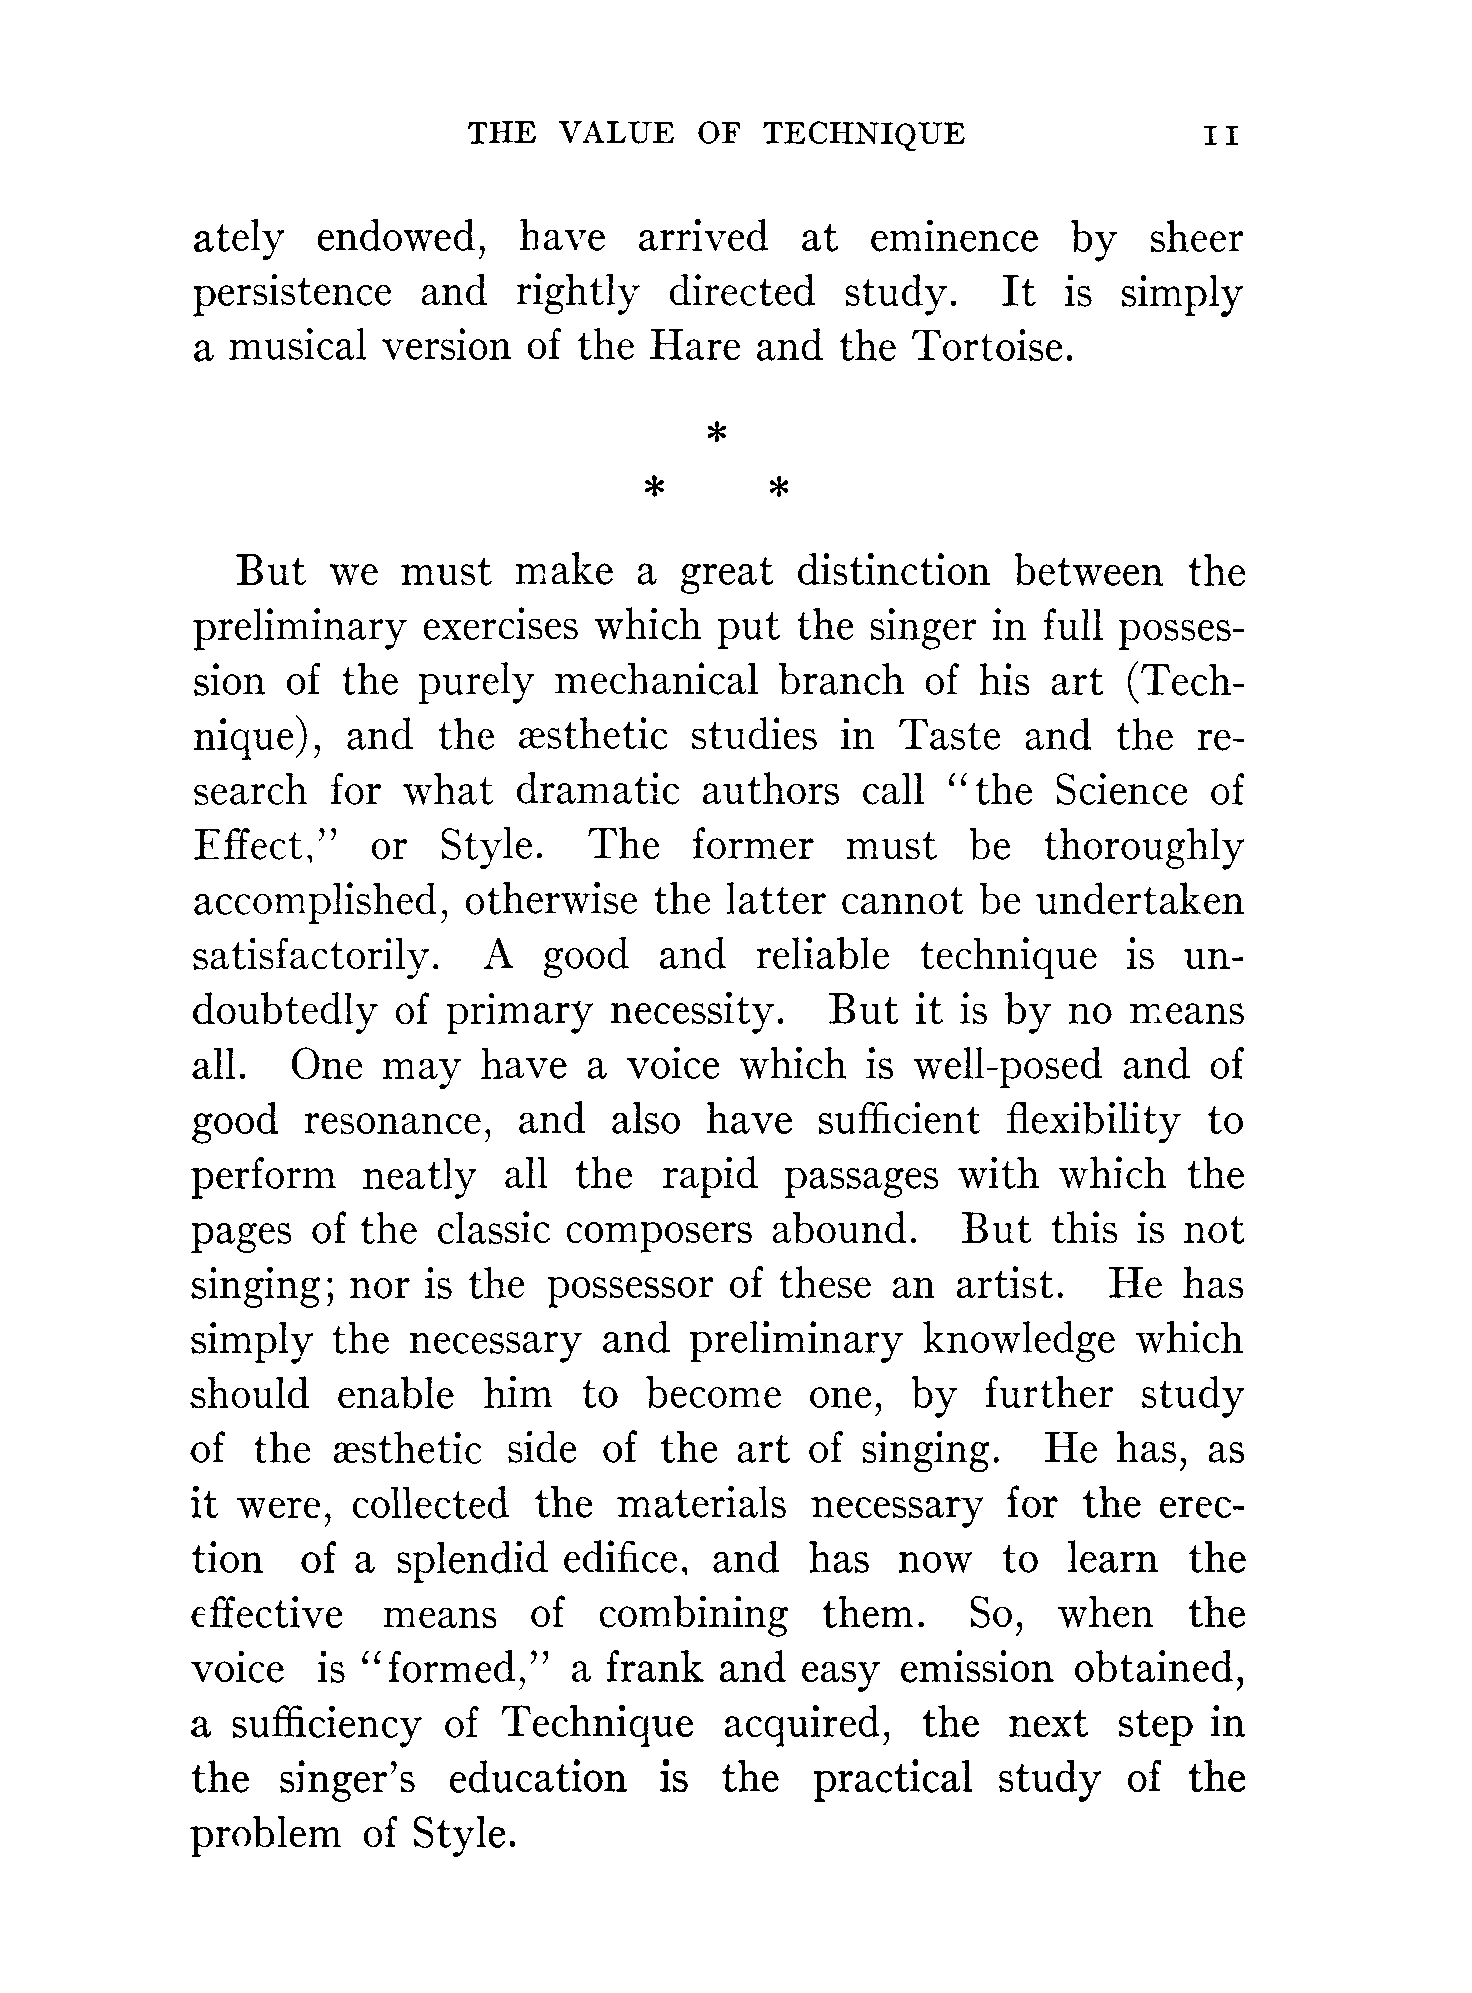 THE VALUE OF TECHNIQUE 11
ately endowed, have arrived at eminence by sheer
persistence and rightly directed study. It is simply
a musical version of the Hare and the Tortoise.
*
* *
But we must make a great distinction between the
preliminary exercises which put the singer in full posses-
sion of the purely mechanical branch of his art (Tech-
nique), and the æsthetic studies in Taste and the re-
search for what dramatic authors call “the Science of
Effect,” or Style. The former must be thoroughly
accomplished, otherwise the latter cannot be undertaken
satisfactorily. A good and reliable technique is un-
doubtedly of primary necessity. But it is by no means
all. One may have a voice which is well-posed and of
good resonance, and also have sufficient flexibility to
perform neatly all the rapid passages with which the
pages of the classic composers abound. But this is not
singing; nor is the possessor of these an artist. He has
simply the necessary and preliminary knowledge which
should enable him to become one, by further study
of the æsthetic side of the art of singing. He has, as
it were, collected the materials necessary for the erec-
tion of a splendid edifice, and has now to learn the
effective means of combining them. So, when the
voice is “formed,” a frank and easy emission obtained,
a sufficiency of Technique acquired, the next step in
the singer’s education is the practical study of the
problem of Style.